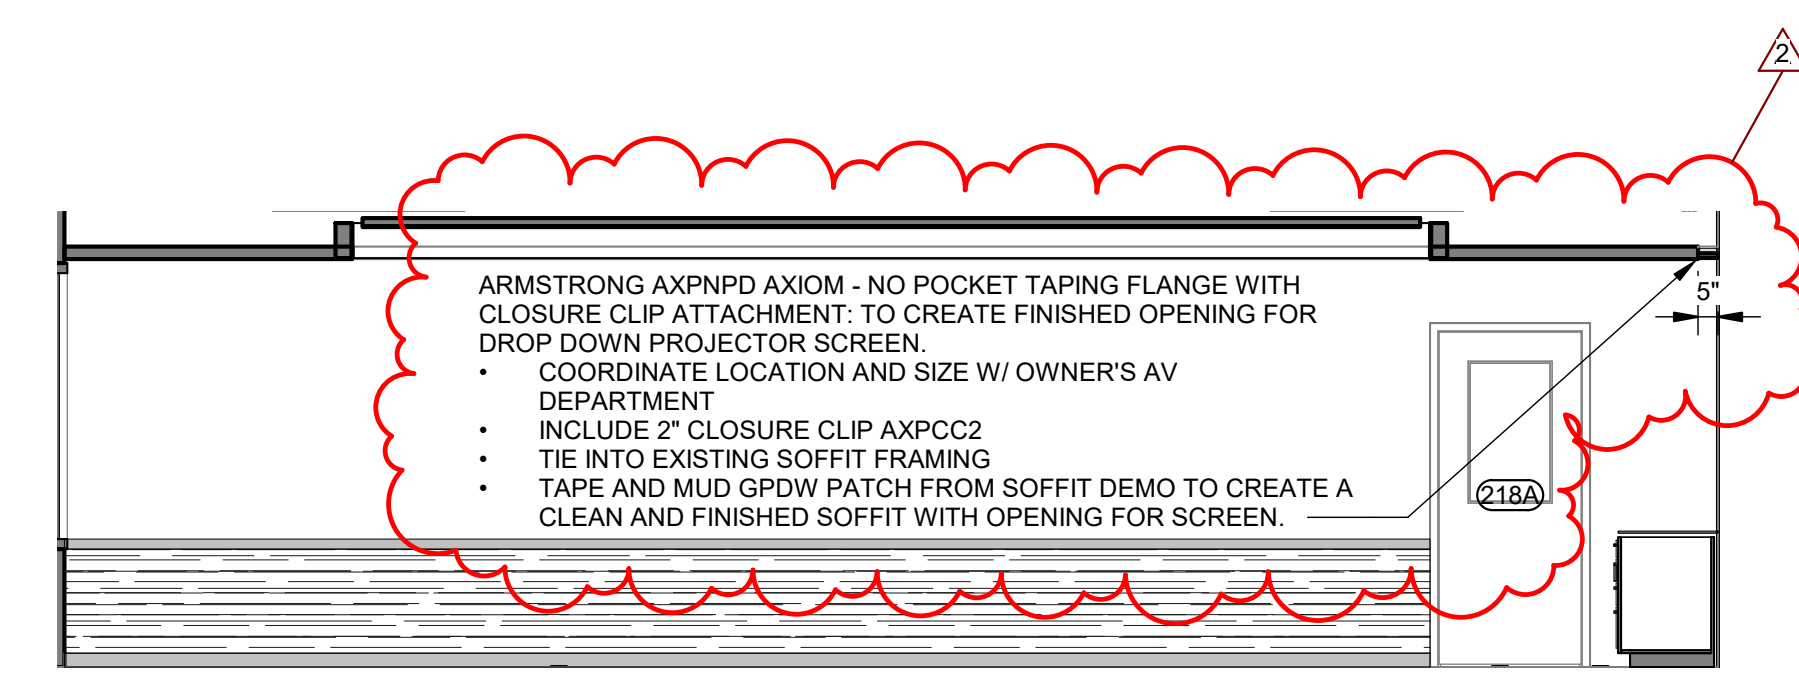 2
ARMSTRONG AXPNPD AXIOM - NO POCKET TAPING FLANGE WITH
CLOSURE CLIP ATTACHMENT: TO CREATE FINISHED OPENING FOR
DROP DOWN PROJECTOR SCREEN.
• COORDINATE LOCATION AND SIZE W/ OWNER'S AV
DEPARTMENT
• INCLUDE 2" CLOSURE CLIP AXPCC2
• TIE INTO EXISTING SOFFIT FRAMING
• TAPE AND MUD GPDW PATCH FROM SOFFIT DEMO TO CREATE A
CLEAN AND FINISHED SOFFIT WITH OPENING FOR SCREEN.
5"
218A